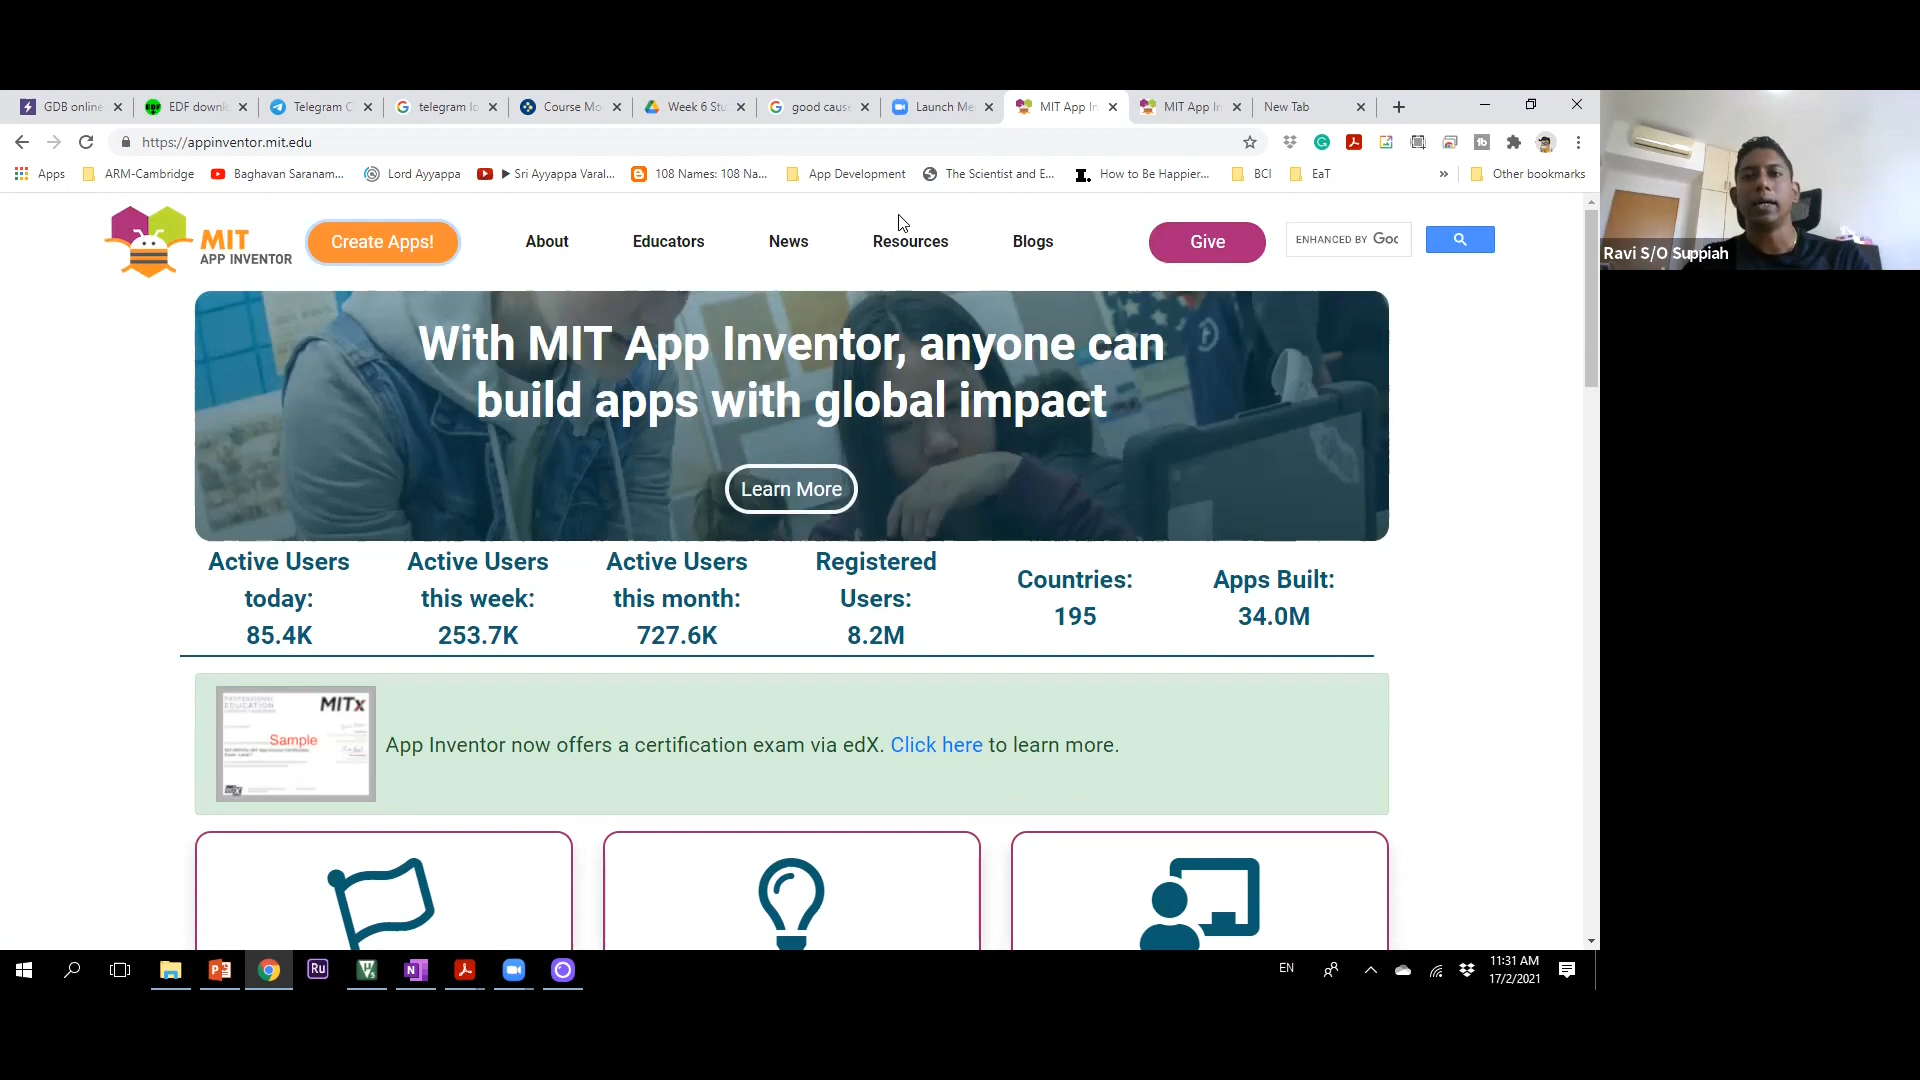 GDB online
EDF downl
Telegram C
telegram lo
Course Mo
Week 6 Stu
good cause
Launch Me
MIT App In
MIT App In
New Tab
https://appinventor.mit.edu
Apps
ARM-Cambridge
Baghavan Saranam...
Lord Ayyappa
Sri Ayyappa Varal...
108 Names: 108 Na...
App Development
The Scientist and E...
How to Be Happier...
BCI
EaT
»
Other bookmarks
MIT
APP INVENTOR
Create Apps!
About
Educators
News
Resources
Blogs
Give
ENHANCED BY Goo
Ravi S/O Suppiah
With MIT App Inventor, anyone can
build apps with global impact
Learn More
Active Users
today:
85.4K
Active Users
this week:
253.7K
Active Users
this month:
727.6K
Registered
Users:
8.2M
Countries:
195
Apps Built:
34.0M
MITx
Sample
App Inventor now offers a certification exam via edX. Click here to learn more.
Ru
N
EN
11:31 AM
17/2/2021